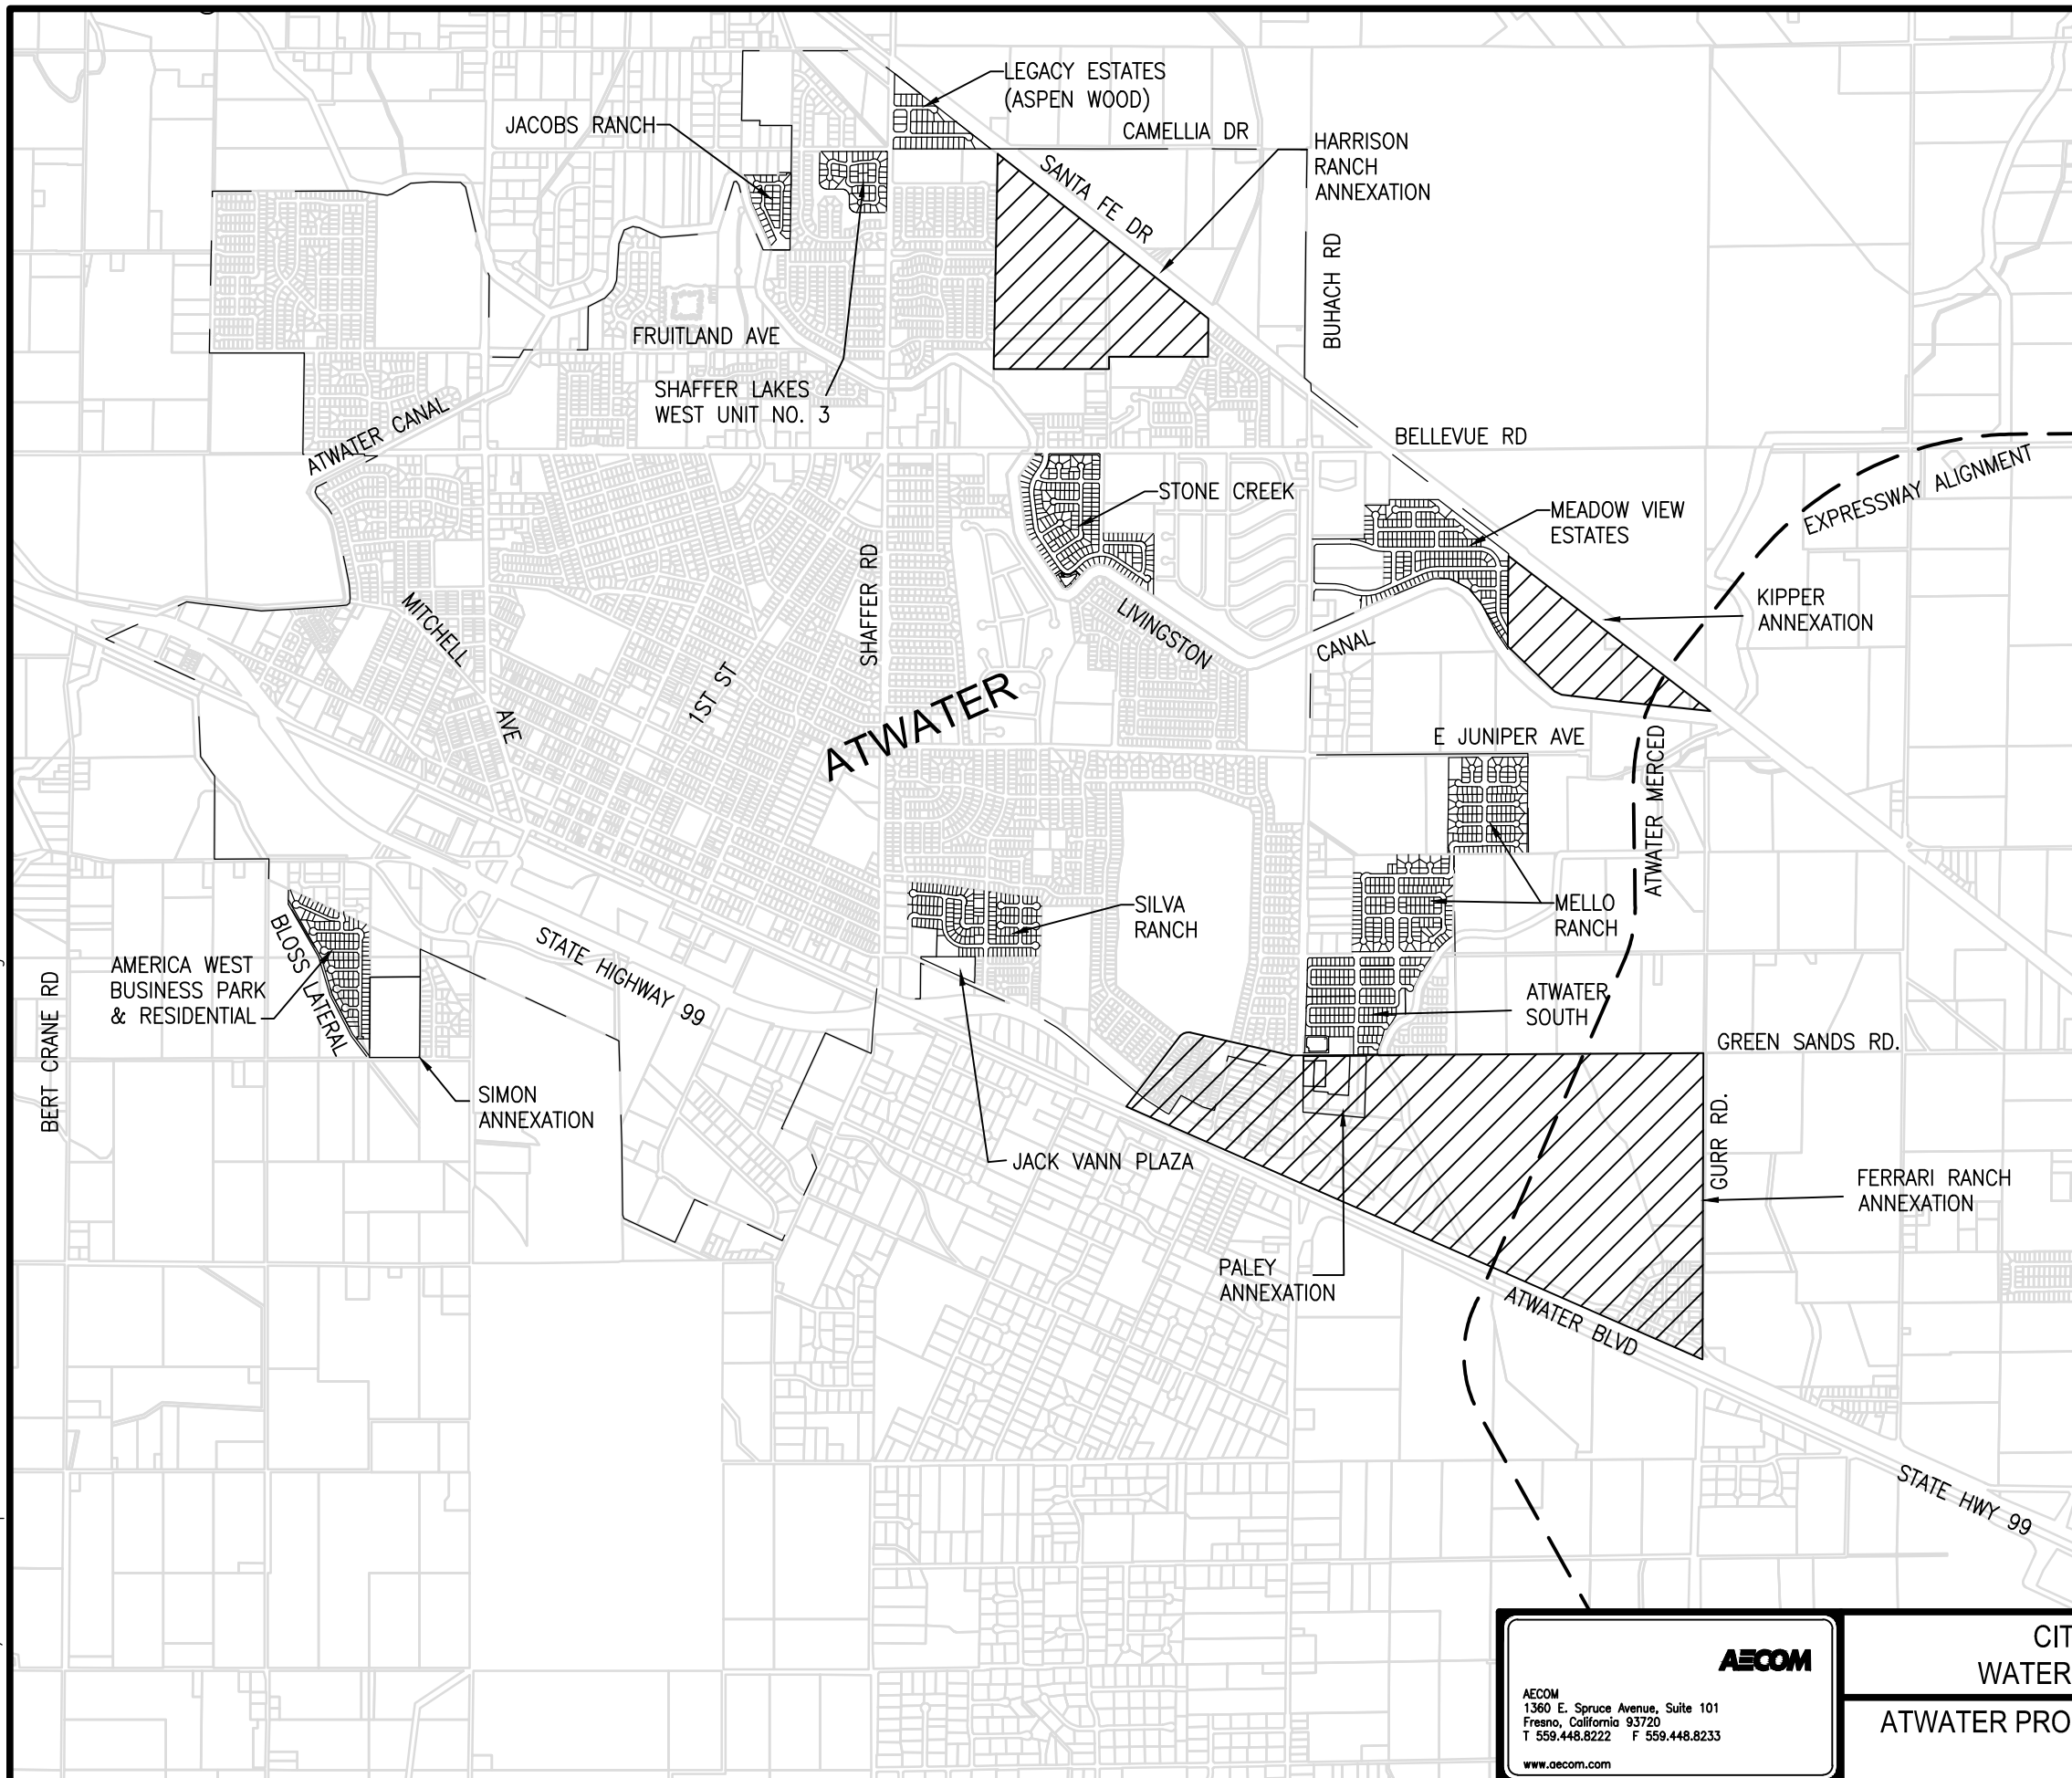 LEGACY ESTATES
(ASPEN WOOD)
JACOBS RANCH
CAMELLIA DR
HARRISON
RANCH
ANNEXATION
SANTA FE DR
BUHACH RD
FRUITLAND AVE
SHAFFER LAKES
WEST UNIT NO. 3
ATWATER CANAL
BELLEVUE RD
EXPRESSWAY ALIGNMENT
STONE CREEK
MEADOW VIEW
ESTATES
SHAFFER RD
KIPPER
ANNEXATION
MITCHELL
AVE
LIVINGSTON
CANAL
1ST ST
ATWATER
E JUNIPER AVE
ATWATER MERCED
SILVA
RANCH
MELLO
RANCH
BLOSS LATERAL
STATE HIGHWAY 99
AMERICA WEST
BUSINESS PARK
& RESIDENTIAL
BERT CRANE RD
ATWATER
SOUTH
GREEN SANDS RD.
SIMON
ANNEXATION
GURR RD.
JACK VANN PLAZA
FERRARI RANCH
ANNEXATION
PALEY
ANNEXATION
ATWATER BLVD
STATE HWY 99
AECOM
AECOM
1360 E. Spruce Avenue, Suite 101
Fresno, California 93720
T 559.448.8222 F 559.448.8233
www.aecom.com
CIT
WATER
ATWATER PRO